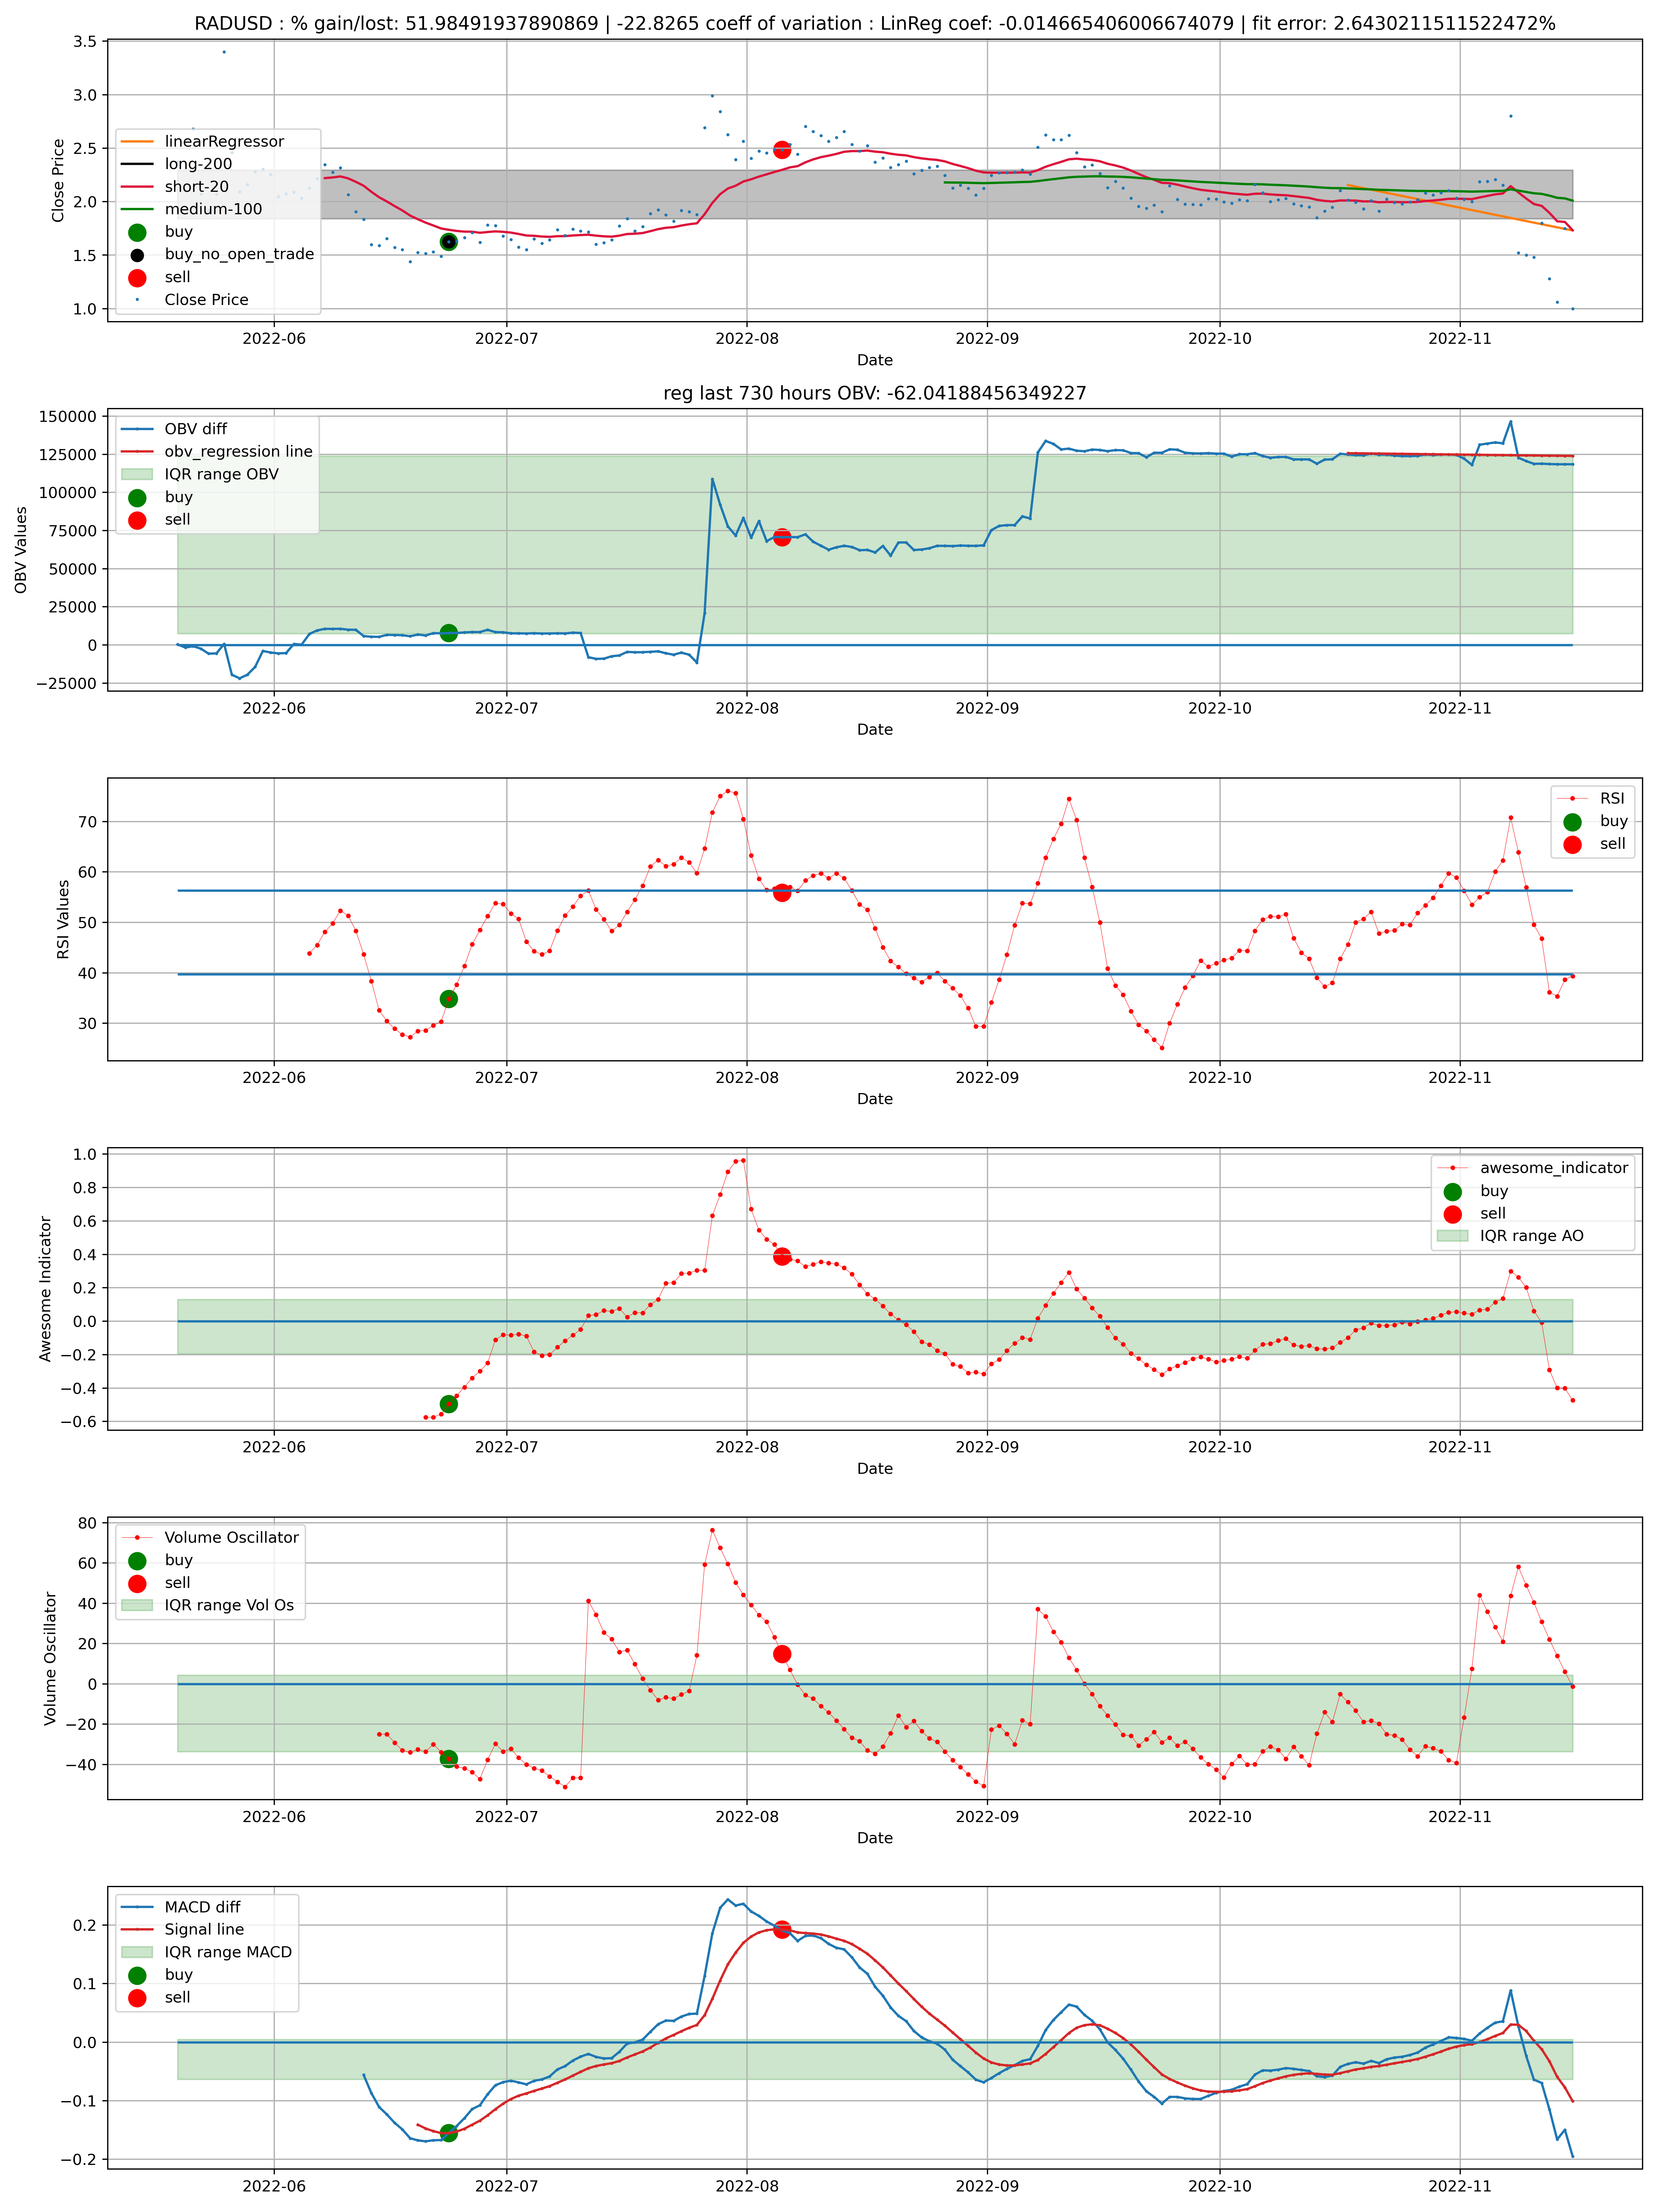 RADUSD : % gain/lost: 51.98491937890869 | -22.8265 coeff of variation : LinReg coef: -0.014665406006674079 | fit error: 2.6430211511522472%
3.5
3.0
2.5
2.0
1.5
1.0
Close Price
linearRegressor
long-200
short-20
medium-100
buy
buy_no_open_trade
sell
Close Price
2022-06 2022-07 2022-08 2022-09 2022-10 2022-11
Date
reg last 730 hours OBV: -62.04188456349227
150000
125000
100000
75000
50000
25000
0
−25000
OBV Values
OBV diff
obv_regression line
IQR range OBV
buy
sell
2022-06 2022-07 2022-08 2022-09 2022-10 2022-11
Date
70
60
50
40
30
RSI Values
RSI
buy
sell
2022-06 2022-07 2022-08 2022-09 2022-10 2022-11
Date
1.0
0.8
0.6
0.4
0.2
0.0
−0.2
−0.4
−0.6
Awesome Indicator
awesome_indicator
buy
sell
IQR range AO
2022-06 2022-07 2022-08 2022-09 2022-10 2022-11
Date
80
60
40
20
0
−20
−40
Volume Oscillator
Volume Oscillator
buy
sell
IQR range Vol Os
2022-06 2022-07 2022-08 2022-09 2022-10 2022-11
Date
0.2
0.1
0.0
−0.1
−0.2
MACD diff
Signal line
IQR range MACD
buy
sell
2022-06 2022-07 2022-08 2022-09 2022-10 2022-11